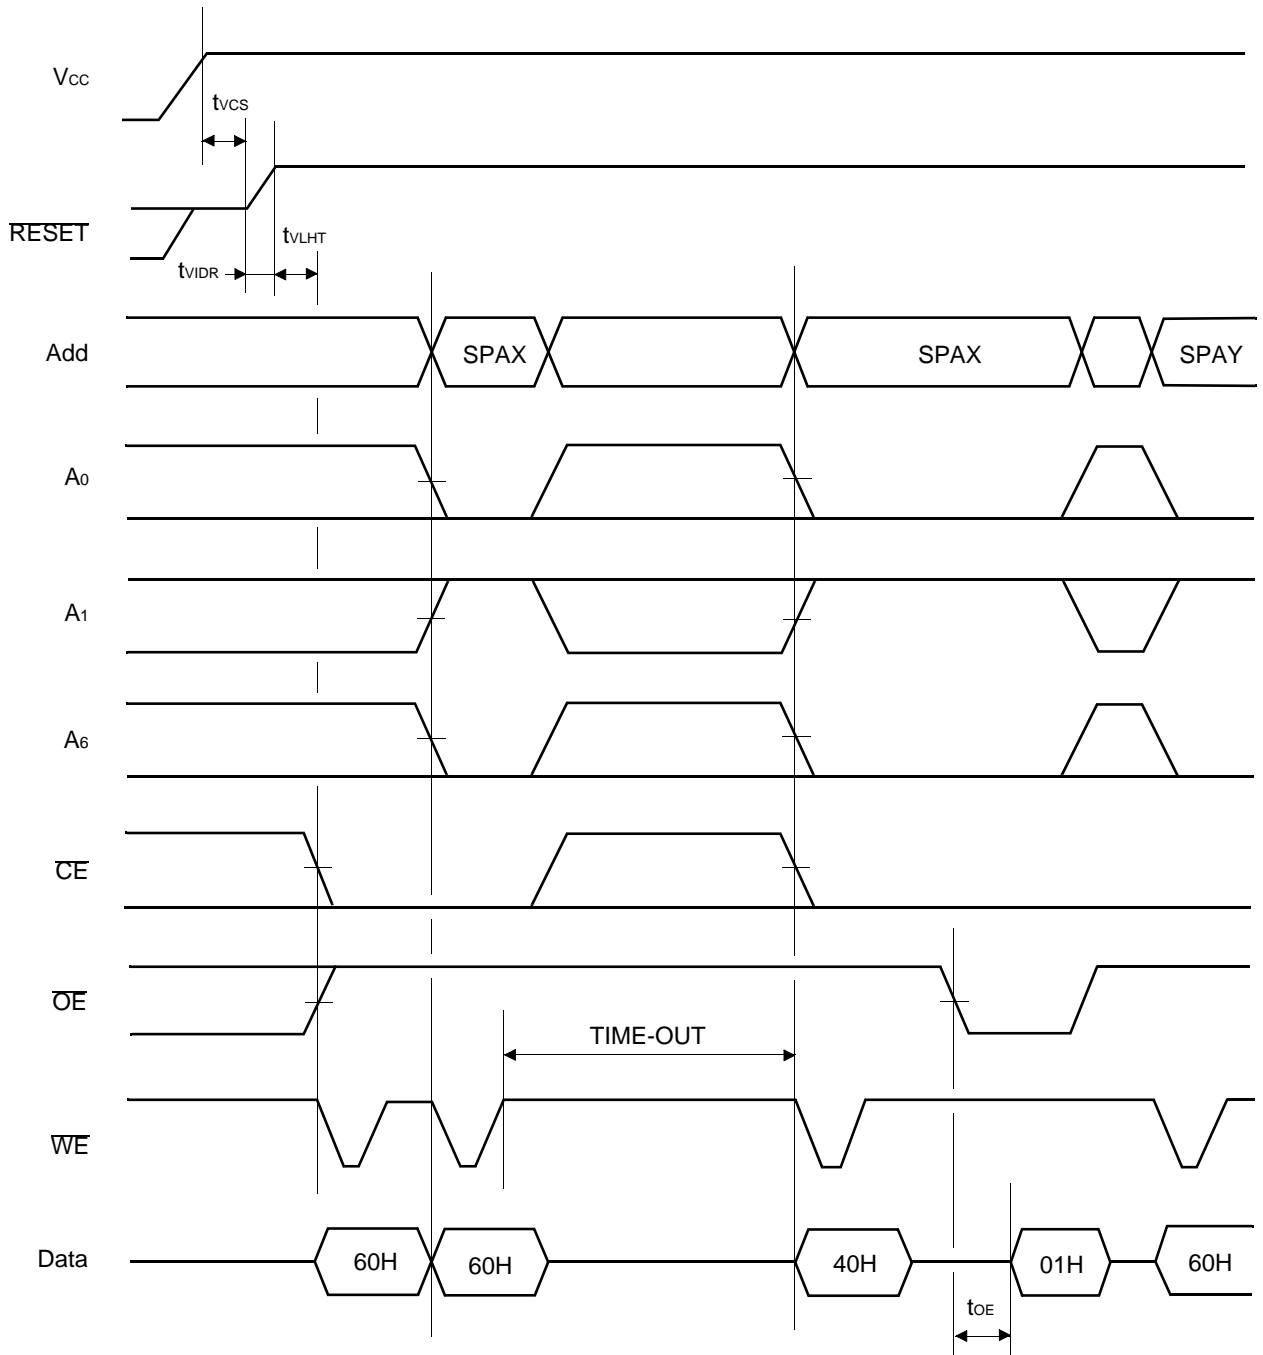 VCC
tVCS
RESET
tVLHT
tVIDR
Add
SPAX
SPAX
SPAY
A0
A1
A6
CE
OE
TIME-OUT
WE
Data
60H
60H
40H
01H
60H
tOE